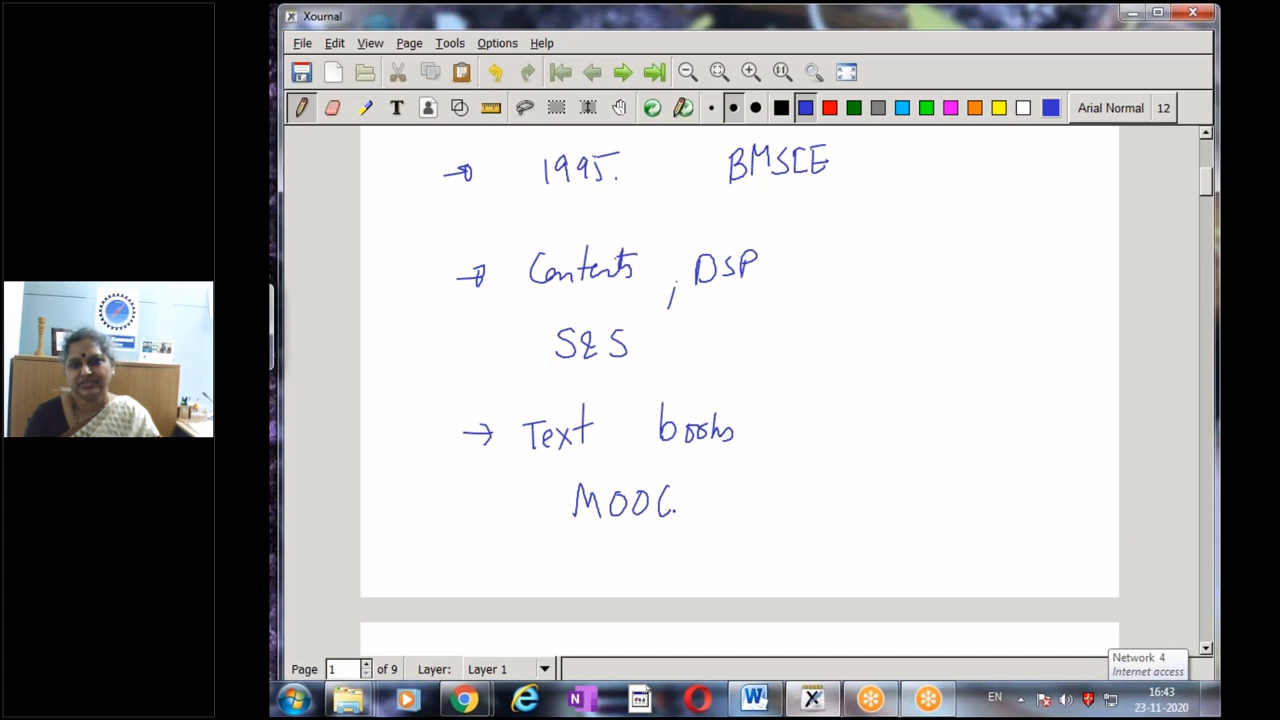 Xournal
File Edit View Page Tools Options Help
Arial Normal 12
→ 1995. BMSCE
→ Contents , DSP
S & S
→ Text books
MOOC.
Page 1 of 9 Layer: Layer 1
Network 4
Internet access
EN 16:43
23-11-2020